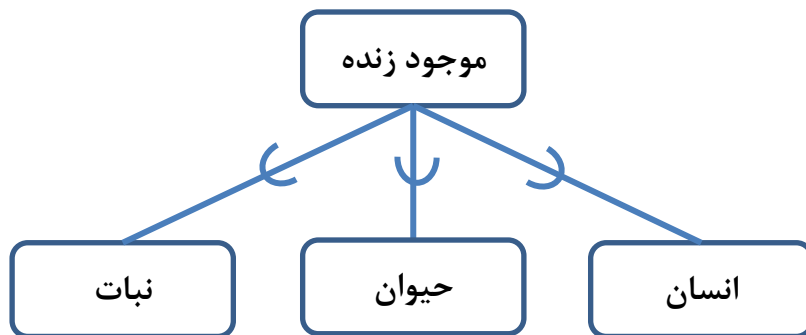 موجود زنده
انسان
حیوان
نبات